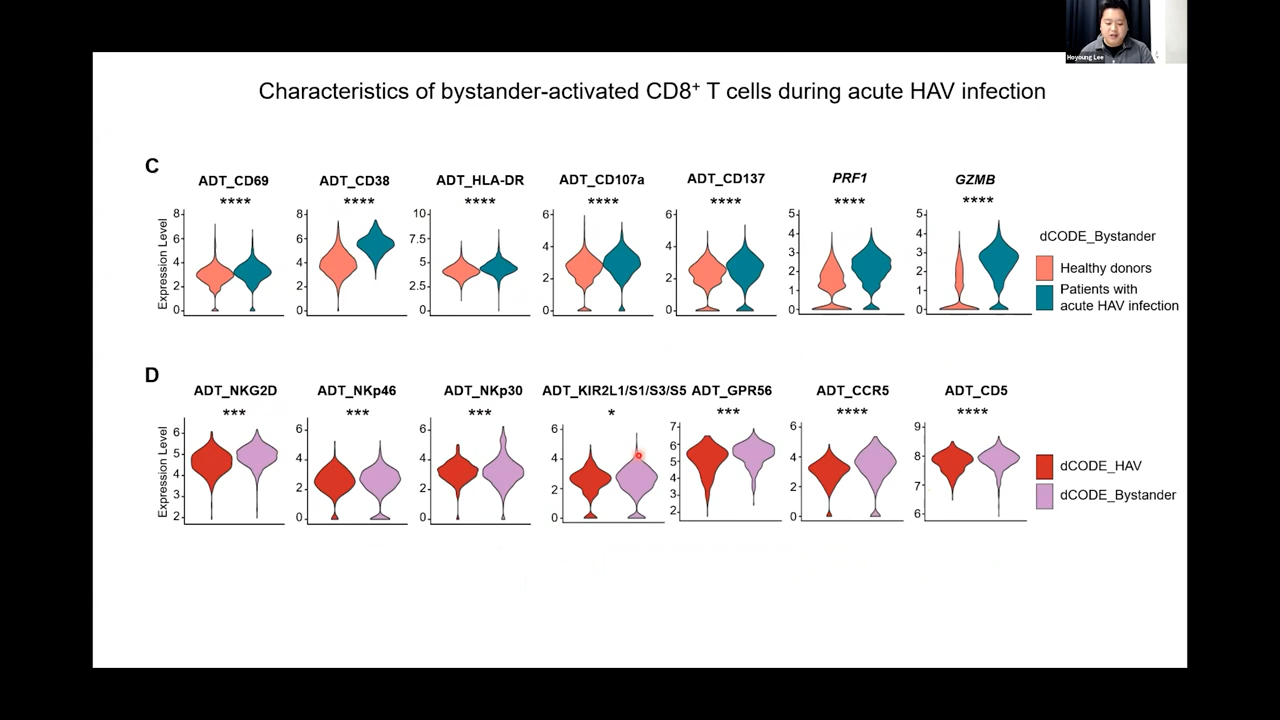 Hoyoung Lee
Characteristics of bystander-activated CD8⁺ T cells during acute HAV infection
C
ADT_CD69 ADT_CD38 ADT_HLA-DR ADT_CD107a ADT_CD137 PRF1 GZMB
**** **** **** **** **** **** ****
Expression Level
8 6 4 2 0
8 6 4 2 0
10 7.5 5 2.5 0
6 4 2 0
6 4 2 0
5 4 3 2 1 0
5 4 3 2 1 0
dCODE_Bystander
Healthy donors
Patients with
acute HAV infection
D
ADT_NKG2D ADT_NKp46 ADT_NKp30 ADT_KIR2L1/S1/S3/S5 ADT_GPR56 ADT_CCR5 ADT_CD5
*** *** *** * *** **** ****
Expression Level
6 5 4 3 2
6 4 2 0
6 4 2 0
6 4 2 0
7 6 5 4 3 2
6 4 2 0
9 8 7 6
dCODE_HAV
dCODE_Bystander